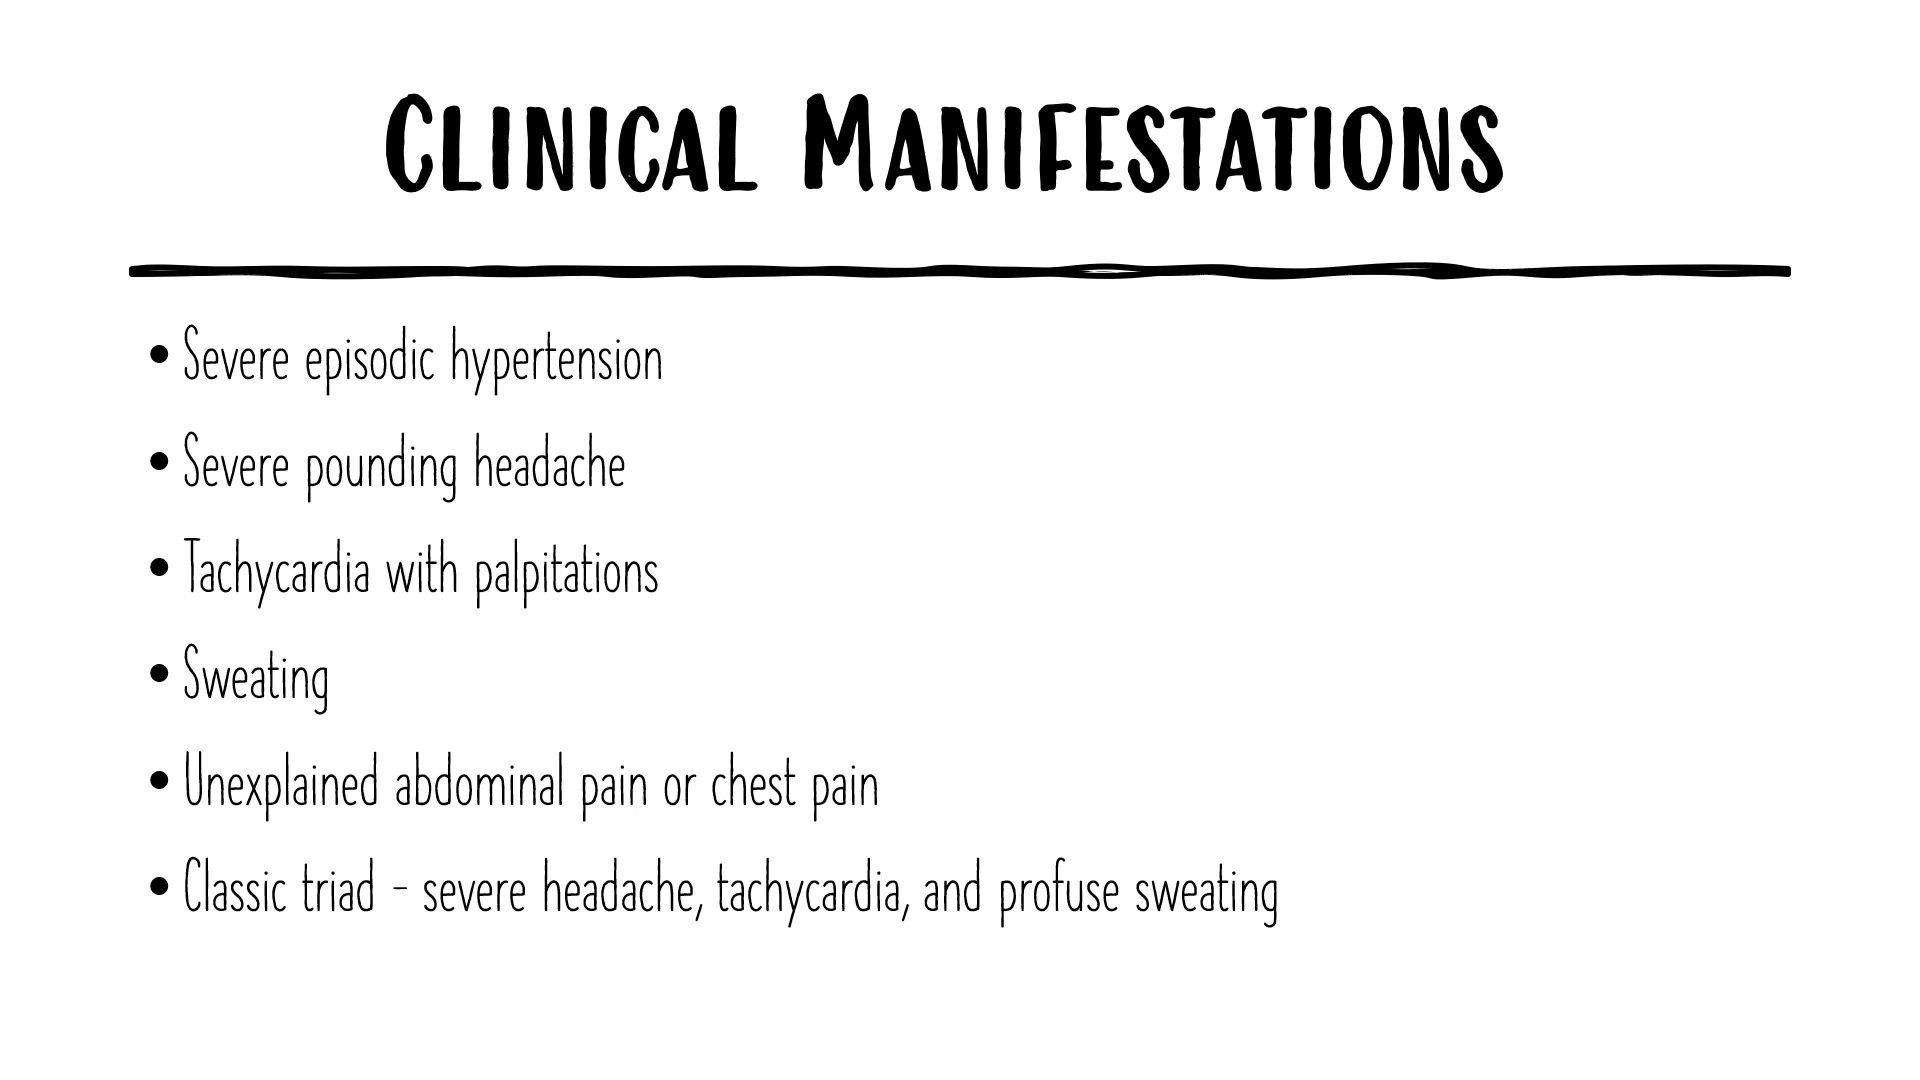 Clinical Manifestations
• Severe episodic hypertension
• Severe pounding headache
• Tachycardia with palpitations
• Sweating
• Unexplained abdominal pain or chest pain
• Classic triad - severe headache, tachycardia, and profuse sweating